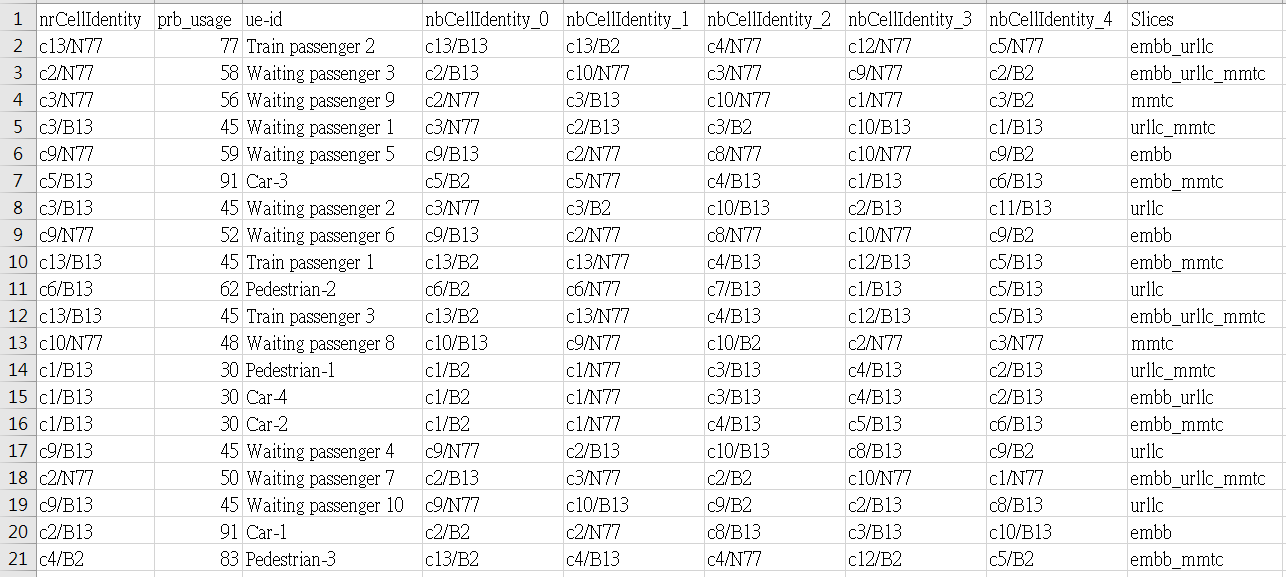 1 nrCellIdentity prb_usage ue-id nbCellIdentity_0 nbCellIdentity_1 nbCellIdentity_2 nbCellIdentity_3 nbCellIdentity_4 Slices
2 c13/N77 77 Train passenger 2 c13/B13 c13/B2 c4/N77 c12/N77 c5/N77 embb_urllc
3 c2/N77 58 Waiting passenger 3 c2/B13 c10/N77 c3/N77 c9/N77 c2/B2 embb_urllc_mmtc
4 c3/N77 56 Waiting passenger 9 c2/N77 c3/B13 c10/N77 c1/N77 c3/B2 mmtc
5 c3/B13 45 Waiting passenger 1 c3/N77 c2/B13 c3/B2 c10/B13 c1/B13 urllc_mmtc
6 c9/N77 59 Waiting passenger 5 c9/B13 c2/N77 c8/N77 c10/N77 c9/B2 embb
7 c5/B13 91 Car-3 c5/B2 c5/N77 c4/B13 c1/B13 c6/B13 embb_mmtc
8 c3/B13 45 Waiting passenger 2 c3/N77 c3/B2 c10/B13 c2/B13 c11/B13 urllc
9 c9/N77 52 Waiting passenger 6 c9/B13 c2/N77 c8/N77 c10/N77 c9/B2 embb
10 c13/B13 45 Train passenger 1 c13/B2 c13/N77 c4/B13 c12/B13 c5/B13 embb_mmtc
11 c6/B13 62 Pedestrian-2 c6/B2 c6/N77 c7/B13 c1/B13 c5/B13 urllc
12 c13/B13 45 Train passenger 3 c13/B2 c13/N77 c4/B13 c12/B13 c5/B13 embb_urllc_mmtc
13 c10/N77 48 Waiting passenger 8 c10/B13 c9/N77 c10/B2 c2/N77 c3/N77 mmtc
14 c1/B13 30 Pedestrian-1 c1/B2 c1/N77 c3/B13 c4/B13 c2/B13 urllc_mmtc
15 c1/B13 30 Car-4 c1/B2 c1/N77 c3/B13 c4/B13 c2/B13 embb_urllc
16 c1/B13 30 Car-2 c1/B2 c1/N77 c4/B13 c5/B13 c6/B13 embb_mmtc
17 c9/B13 45 Waiting passenger 4 c9/N77 c2/B13 c10/B13 c8/B13 c9/B2 urllc
18 c2/N77 50 Waiting passenger 7 c2/B13 c3/N77 c2/B2 c10/N77 c1/N77 embb_urllc_mmtc
19 c9/B13 45 Waiting passenger 10 c9/N77 c10/B13 c9/B2 c2/B13 c8/B13 urllc
20 c2/B13 91 Car-1 c2/B2 c2/N77 c8/B13 c3/B13 c10/B13 embb
21 c4/B2 83 Pedestrian-3 c13/B2 c4/B13 c4/N77 c12/B2 c5/B2 embb_mmtc